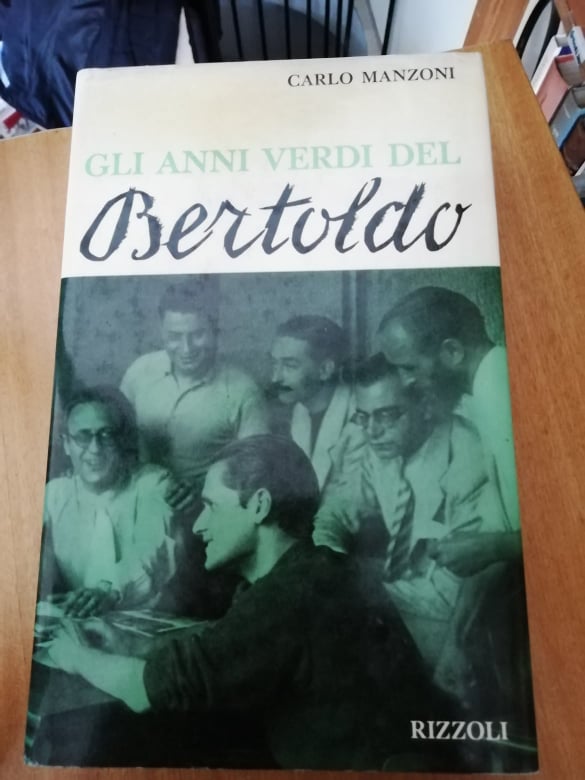 CARLO MANZONI
GLI ANNI VERDI DEL
Bertoldo
RIZZOLI